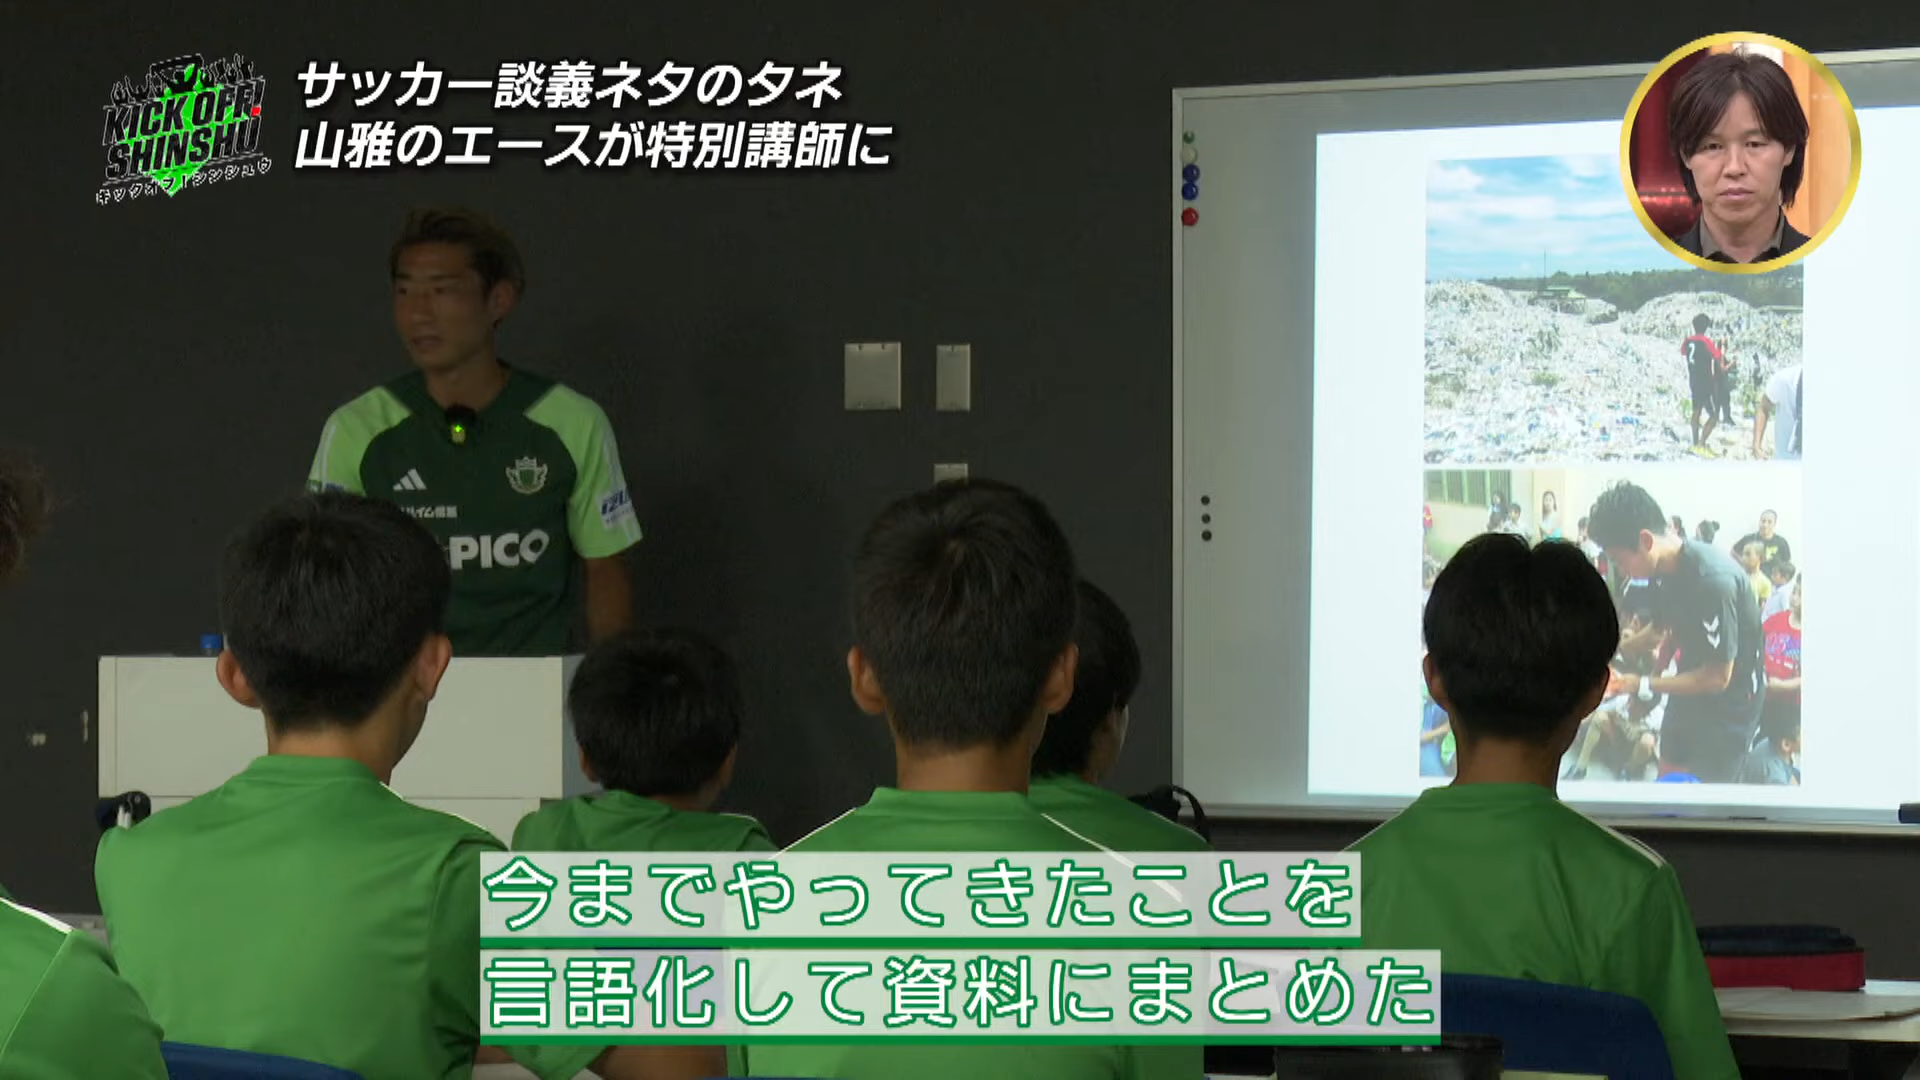 KICK OFF!
SHINSHU
キックオフ!シンシュウ
サッカー談義ネタのタネ
山雅のエースが特別講師に
PICO
2
今までやってきたことを
言語化して資料にまとめた